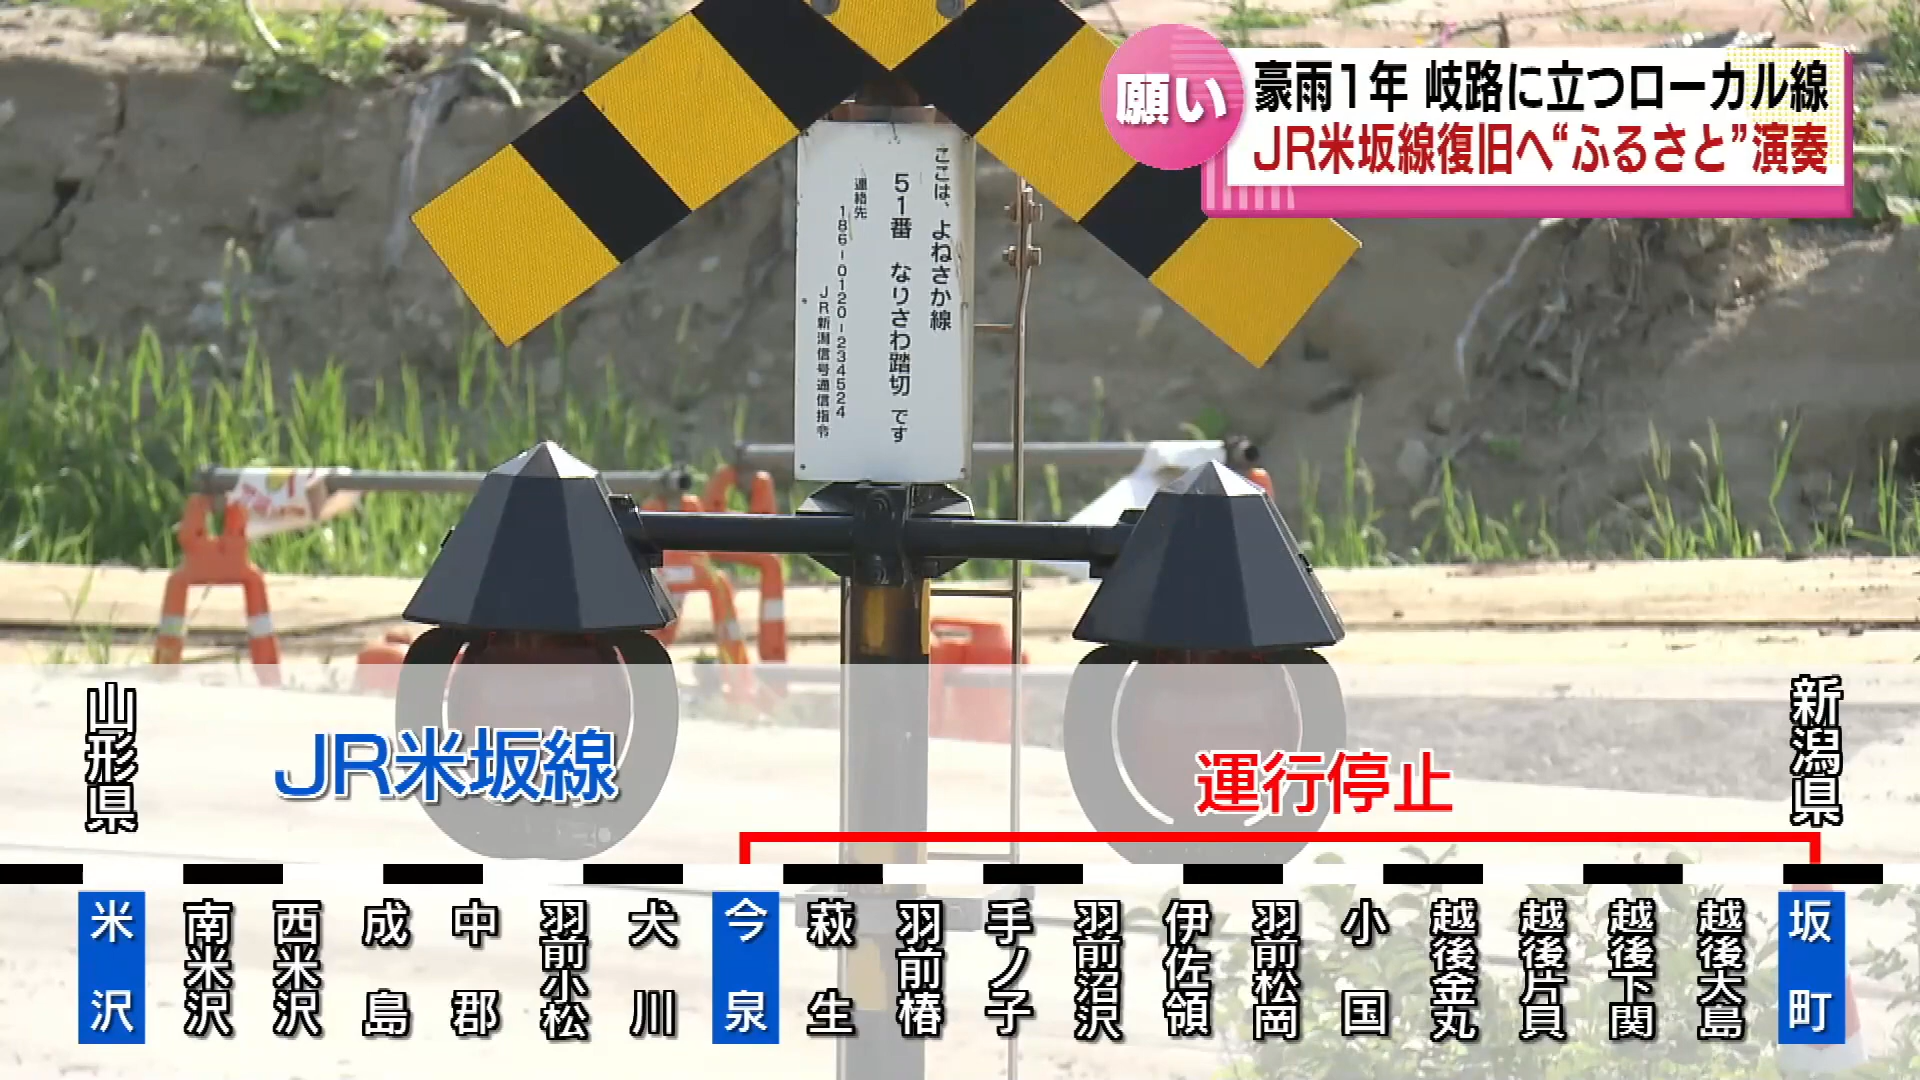 願い
豪雨1年 岐路に立つローカル線
JR米坂線復旧へ“ふるさと”演奏
ここは、よねさか線
51番 なりさわ踏切 です
連絡先
186-0120-234524
JR新潟信号通信指令
山形県
JR米坂線
運行停止
新潟県
米沢
南米沢
西米沢
成島
中郡
羽前小松
犬川
今泉
萩生
羽前椿
手ノ子
羽前沼沢
伊佐領
羽前松岡
小国
越後金丸
越後片貝
越後下関
越後大島
坂町